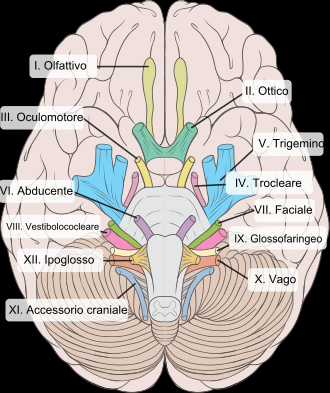 I. Olfattivo
II. Ottico
III. Oculomotore
V. Trigemino
IV. Trocleare
VI. Abducente
VII. Faciale
VIII. Vestibolococleare
IX. Glossofaringeo
XII. Ipoglosso
X. Vago
XI. Accessorio craniale